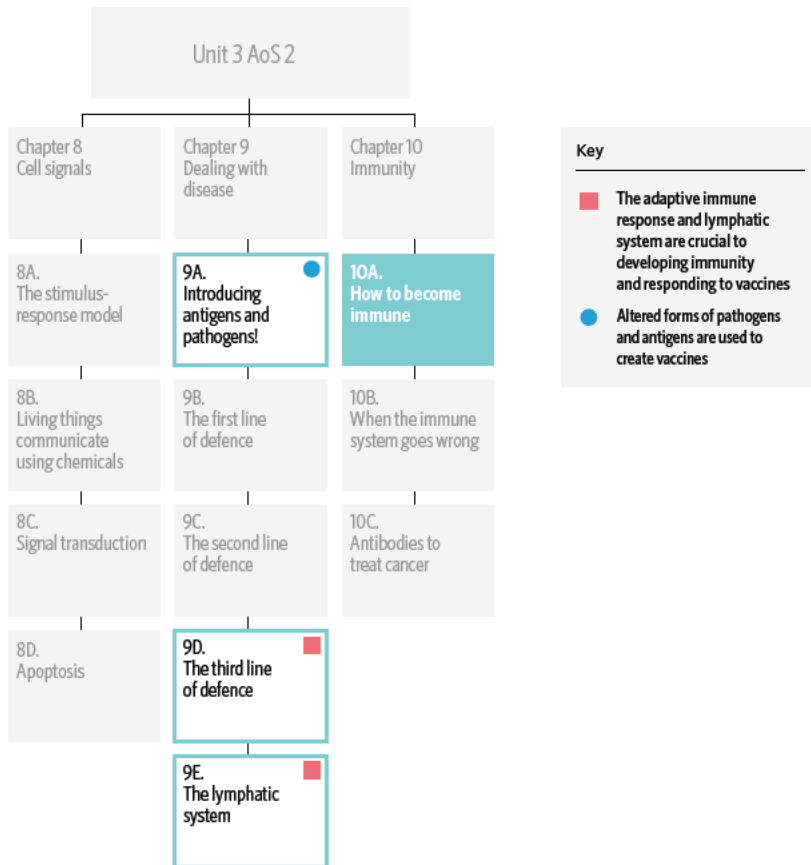 Unit 3 AoS 2
Chapter 8
Cell signals
Chapter 9
Dealing with
disease
Chapter 10
Immunity
8A.
The stimulus-
response model
9A.
Introducing
antigens and
pathogens!
10A.
How to become
immune
8B.
Living things
communicate
using chemicals
9B.
The first line
of defence
10B.
When the immune
system goes wrong
8C.
Signal transduction
9C.
The second line
of defence
10C.
Antibodies to
treat cancer
8D.
Apoptosis
9D.
The third line
of defence
9E.
The lymphatic
system
Key
The adaptive immune
response and lymphatic
system are crucial to
developing immunity
and responding to vaccines
Altered forms of pathogens
and antigens are used to
create vaccines